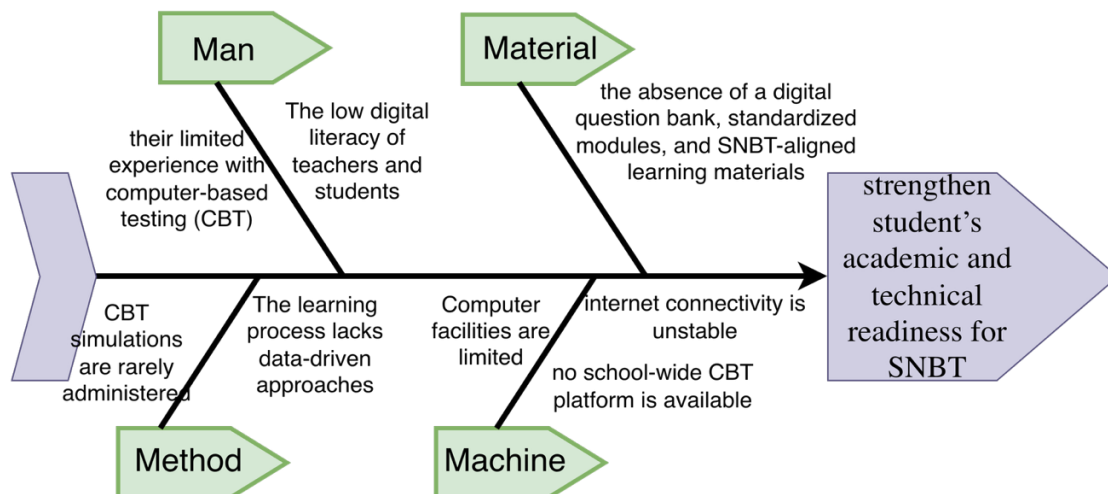 Man
Material
their limited
experience with
computer-based
testing (CBT)
The low digital
literacy of
teachers and
students
the absence of a digital
question bank, standardized
modules, and SNBT-aligned
learning materials
strengthen
student’s
academic and
technical
readiness for
SNBT
CBT
simulations
are rarely
administered
The learning
process lacks
data-driven
approaches
Computer
facilities are
limited
internet connectivity is
unstable
no school-wide CBT
platform is available
Method
Machine